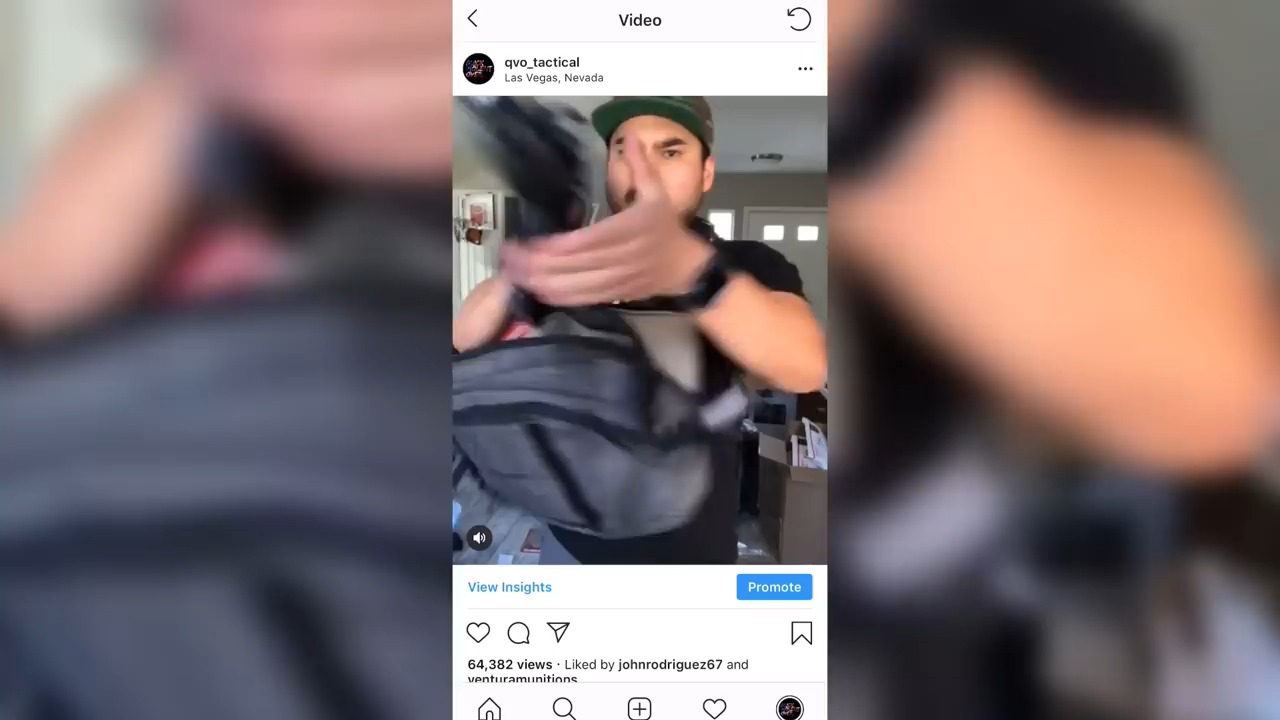 Video
qvo_tactical
Las Vegas, Nevada
View Insights
Promote
64,382 views · Liked by johnrodriguez67 and
venturamunitions